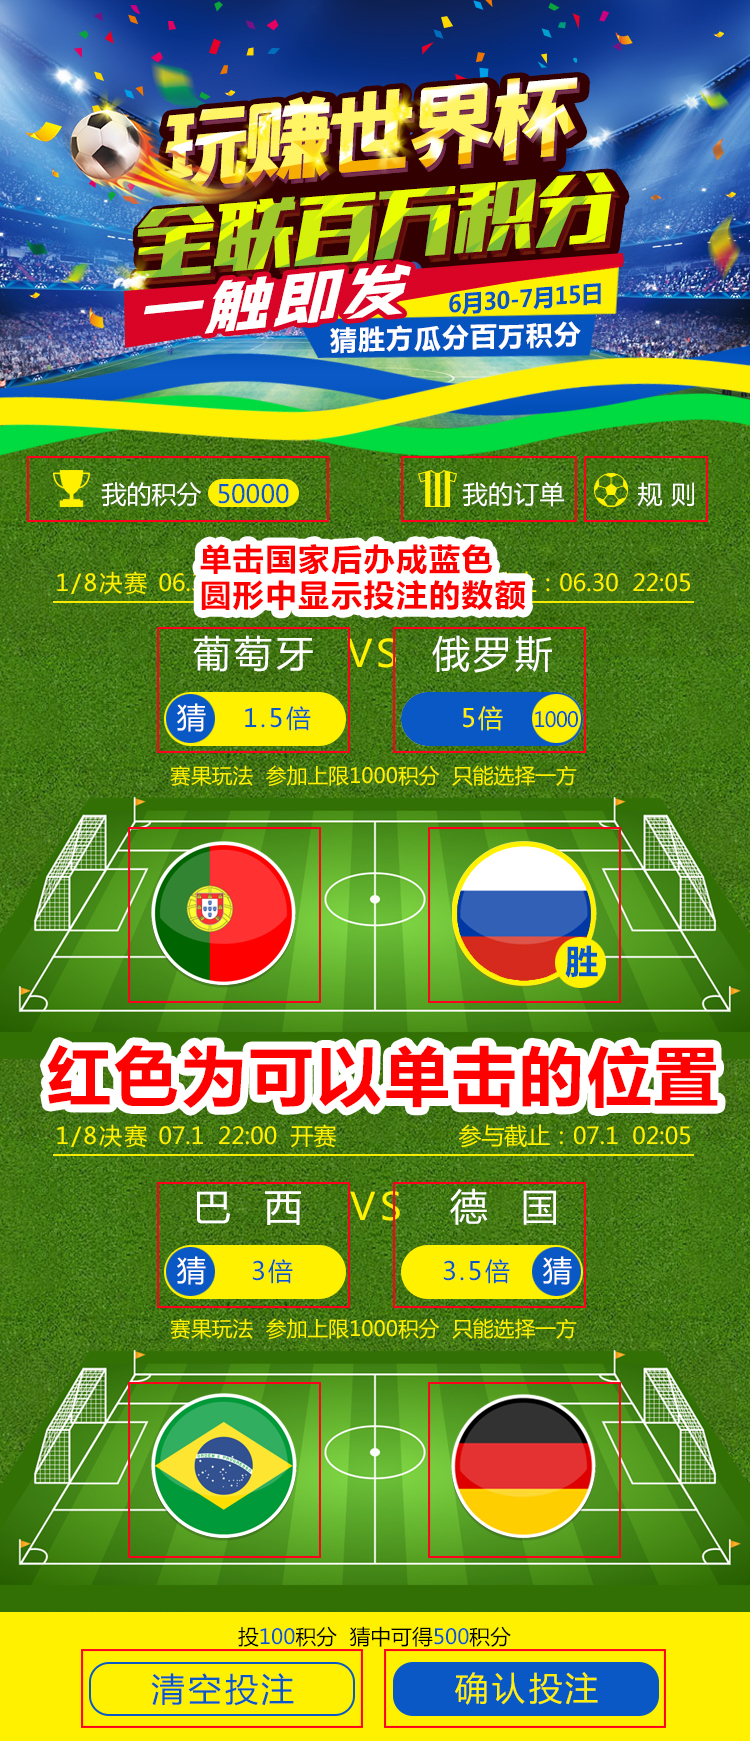 玩赚世界杯
全联百万积分
一触即发
6月30-7月15日
猜胜方瓜分百万积分
我的积分 50000 我的订单 规 则
单击国家后办成蓝色
1/8决赛 06. : 06.30 22:05
圆形中显示投注的数额
葡萄牙 VS 俄罗斯
猜 1.5倍 5倍 1000
赛果玩法 参加上限1000积分 只能选择一方
胜
红色为可以单击的位置
1/8决赛 07.1 22:00 开赛 参与截止:07.1 02:05
巴 西 VS 德 国
猜 3倍 3.5倍 猜
赛果玩法 参加上限1000积分 只能选择一方
投100积分 猜中可得500积分
清空投注 确认投注